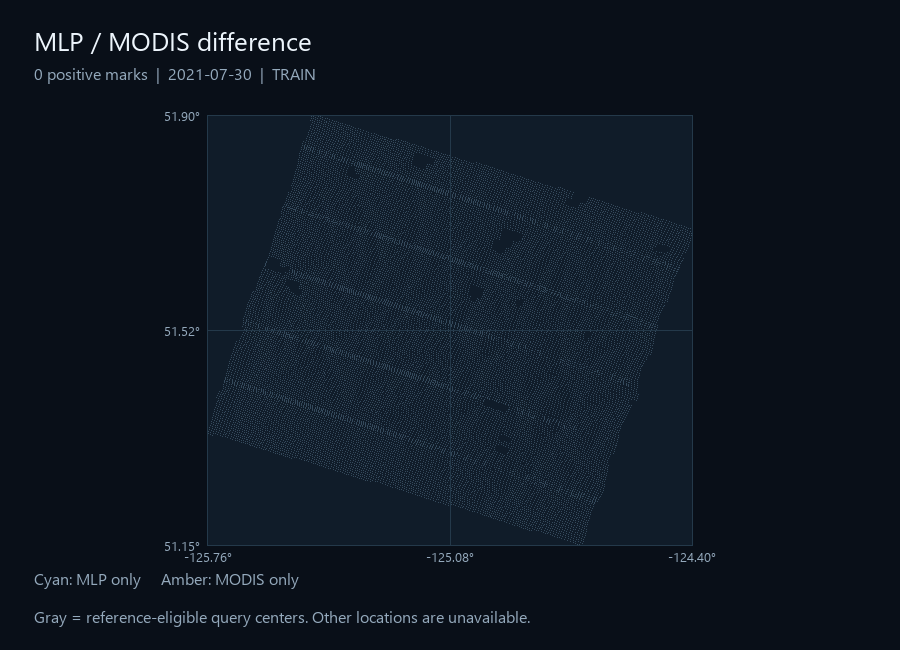 MLP / MODIS difference
0 positive marks | 2021-07-30 | TRAIN
51.90°
51.52°
51.15°
-125.76° -125.08° -124.40°
Cyan: MLP only Amber: MODIS only
Gray = reference-eligible query centers. Other locations are unavailable.